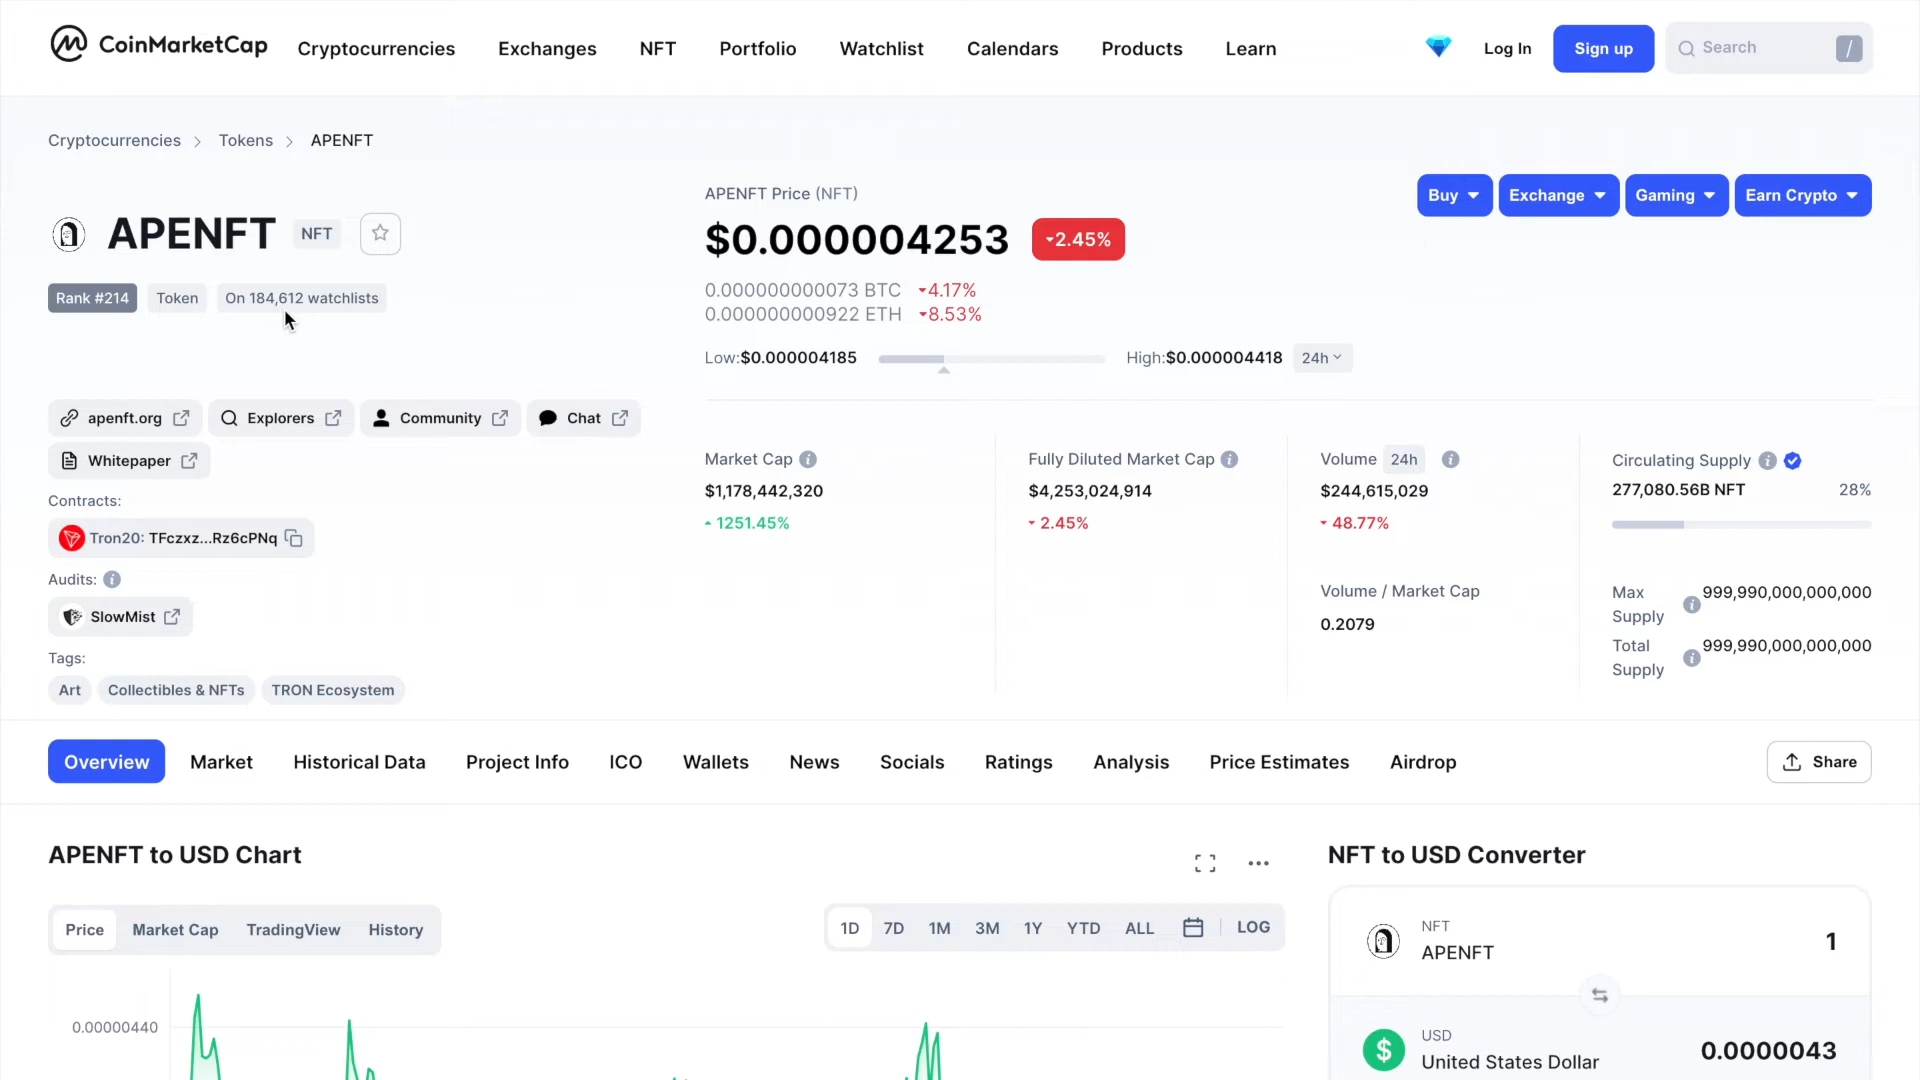 CoinMarketCap Cryptocurrencies Exchanges NFT Portfolio Watchlist Calendars Products Learn Log In Sign up Search /
Cryptocurrencies > Tokens > APENFT
APENFT NFT
Rank #214 Token On 184,612 watchlists
apenft.org Explorers Community Chat
Whitepaper
Contracts:
Tron20: TFczxz...Rz6cPNq
Audits:
SlowMist
Tags:
Art Collectibles & NFTs TRON Ecosystem
APENFT Price (NFT)
$0.000004253 2.45%
0.000000000073 BTC 4.17%
0.000000000922 ETH 8.53%
Low:$0.000004185 High:$0.000004418 24h
Buy Exchange Gaming Earn Crypto
Market Cap
$1,178,442,320
1251.45%
Fully Diluted Market Cap
$4,253,024,914
2.45%
Volume 24h
$244,615,029
48.77%
Volume / Market Cap
0.2079
Circulating Supply
277,080.56B NFT 28%
Max Supply 999,990,000,000,000
Total Supply 999,990,000,000,000
Overview Market Historical Data Project Info ICO Wallets News Socials Ratings Analysis Price Estimates Airdrop Share
APENFT to USD Chart
Price Market Cap TradingView History 1D 7D 1M 3M 1Y YTD ALL LOG
0.00000440
NFT to USD Converter
NFT
APENFT 1
USD
United States Dollar 0.0000043